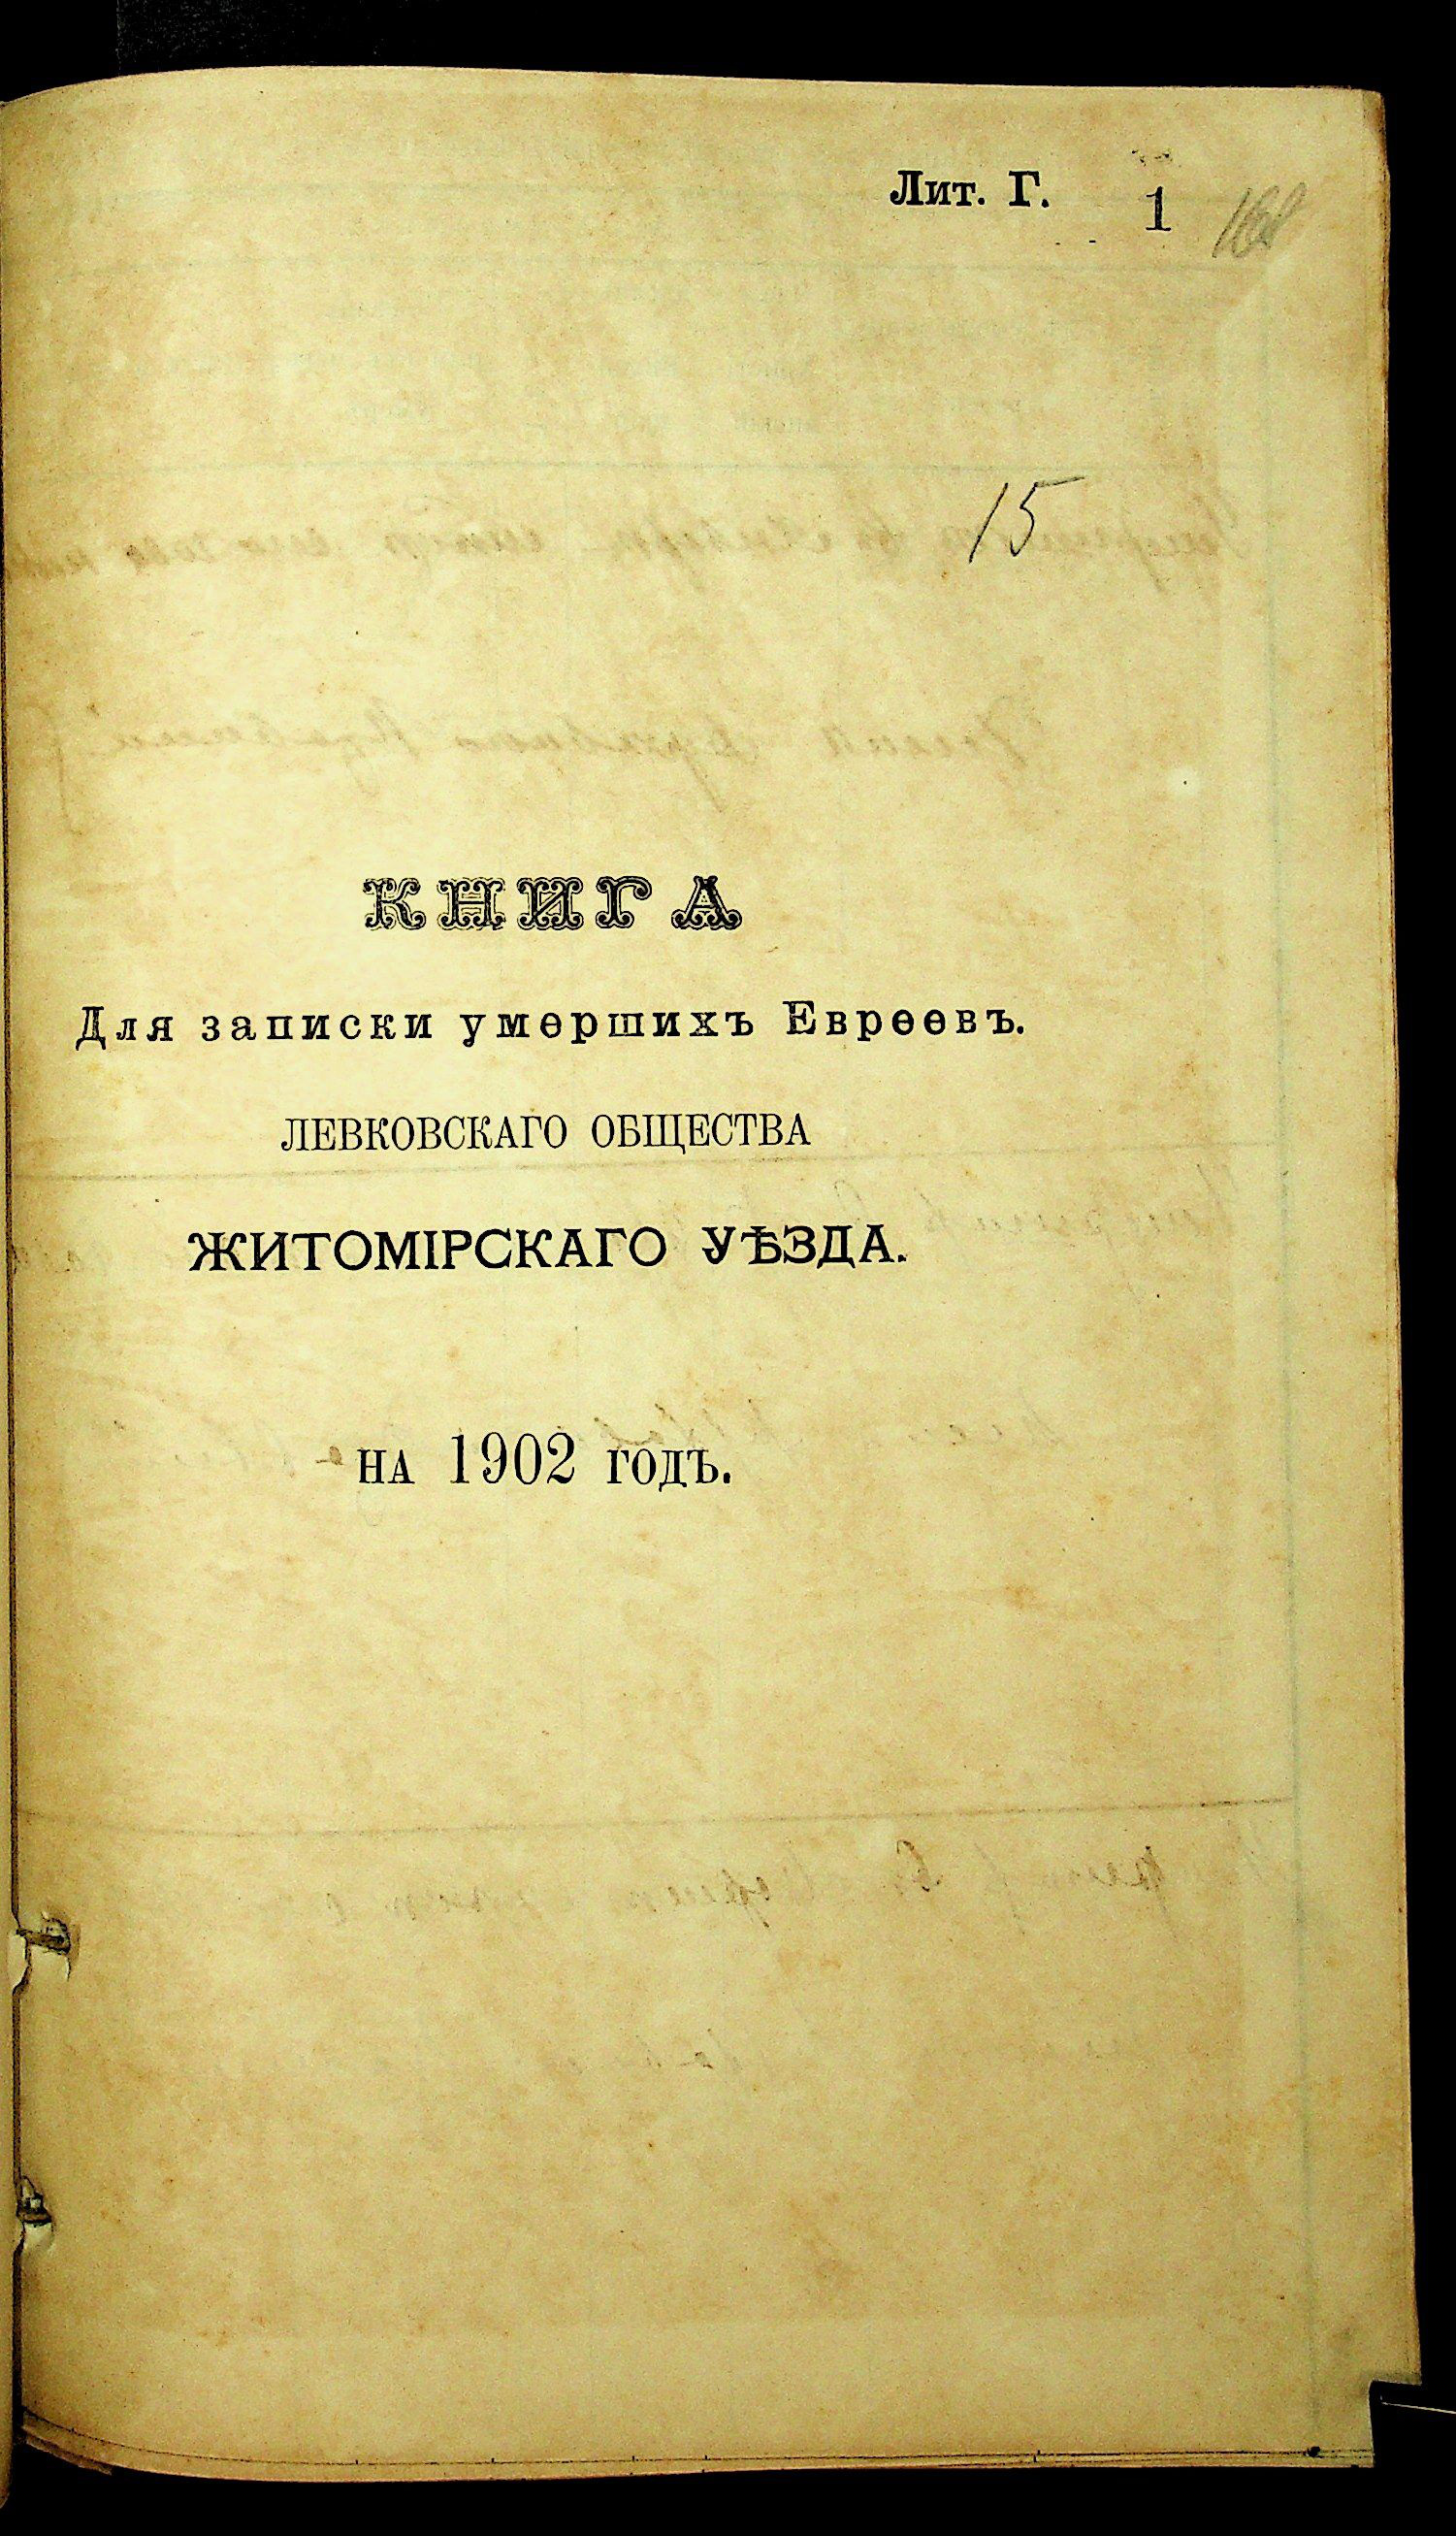 Лит. Г.
1
15
КНИГА
Для записки умершихъ Евреевъ.
ЛЕВКОВСКАГО ОБЩЕСТВА
ЖИТОМІРСКАГО УѢЗДА.
НА 1902 ГОДЪ.